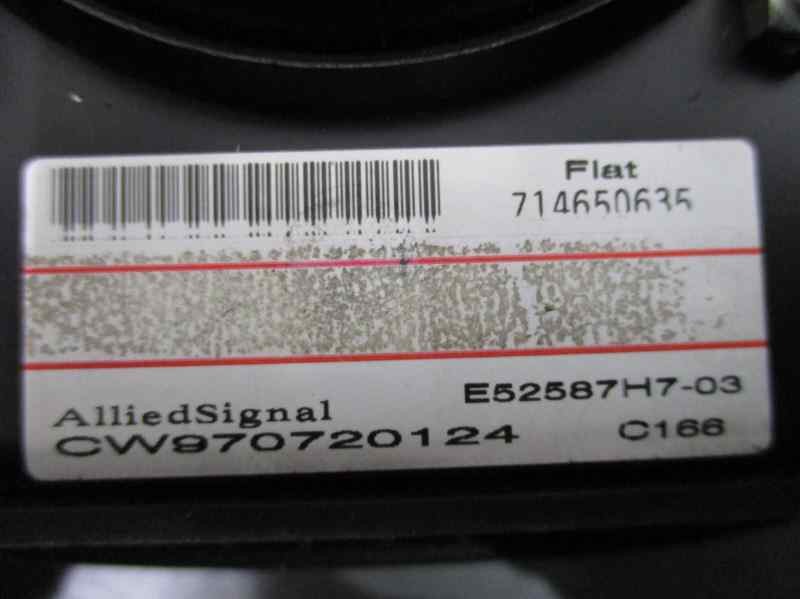 Fiat
714650635
E52587H7-03
AlliedSignal
CW970720124
C166